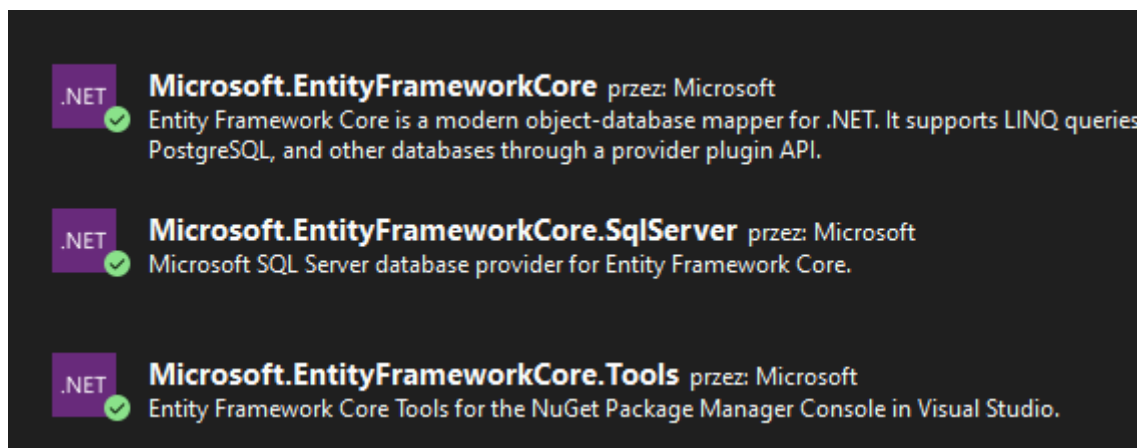 .NET
Microsoft.EntityFrameworkCore przez: Microsoft
Entity Framework Core is a modern object-database mapper for .NET. It supports LINQ queries
PostgreSQL, and other databases through a provider plugin API.
.NET
Microsoft.EntityFrameworkCore.SqlServer przez: Microsoft
Microsoft SQL Server database provider for Entity Framework Core.
.NET
Microsoft.EntityFrameworkCore.Tools przez: Microsoft
Entity Framework Core Tools for the NuGet Package Manager Console in Visual Studio.